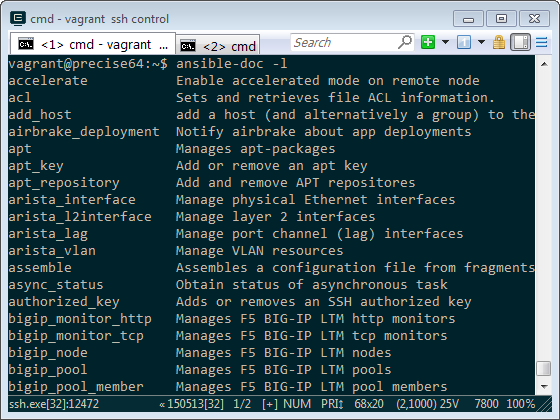 cmd - vagrant ssh control
<1> cmd - vagrant ... <2> cmd Search
vagrant@precise64:~$ ansible-doc -l
accelerate Enable accelerated mode on remote node
acl Sets and retrieves file ACL information.
add_host add a host (and alternatively a group) to the
airbrake_deployment Notify airbrake about app deployments
apt Manages apt-packages
apt_key Add or remove an apt key
apt_repository Add and remove APT repositores
arista_interface Manage physical Ethernet interfaces
arista_l2interface Manage layer 2 interfaces
arista_lag Manage port channel (lag) interfaces
arista_vlan Manage VLAN resources
assemble Assembles a configuration file from fragments
async_status Obtain status of asynchronous task
authorized_key Adds or removes an SSH authorized key
bigip_monitor_http Manages F5 BIG-IP LTM http monitors
bigip_monitor_tcp Manages F5 BIG-IP LTM tcp monitors
bigip_node Manages F5 BIG-IP LTM nodes
bigip_pool Manages F5 BIG-IP LTM pools
bigip_pool_member Manages F5 BIG-IP LTM pool members
ssh.exe[32]:12472 «150513[32] 1/2 [+] NUM PRI↕ 68x20 (2,1000) 25V 7800 100%